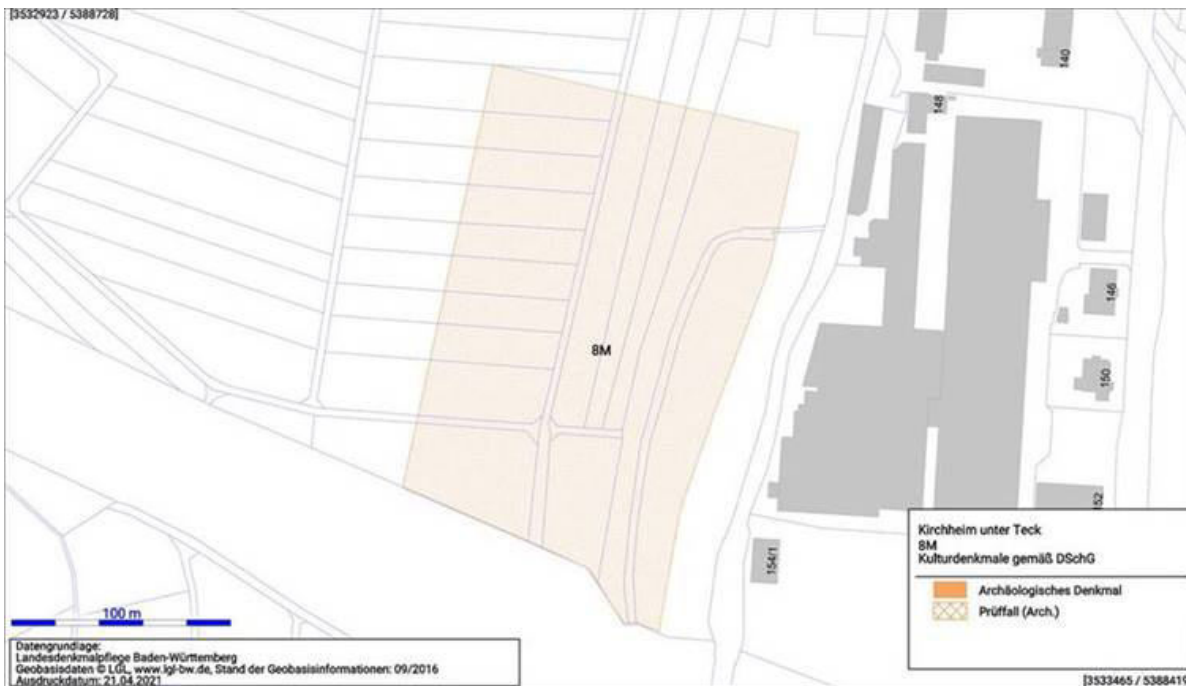 [3532923 / 5388728]
140
148
146
8M
150
152
154/1
100 m
Kirchheim unter Teck
8M
Kulturdenkmale gemäß DSchG
Archäologisches Denkmal
Prüffall (Arch.)
Datengrundlage:
Landesdenkmalpflege Baden-Württemberg
Geobasisdaten © LGL, www.lgl-bw.de, Stand der Geobasisinformationen: 09/2016
Ausdruckdatum: 21.04.2021
[3533465 / 5388419]